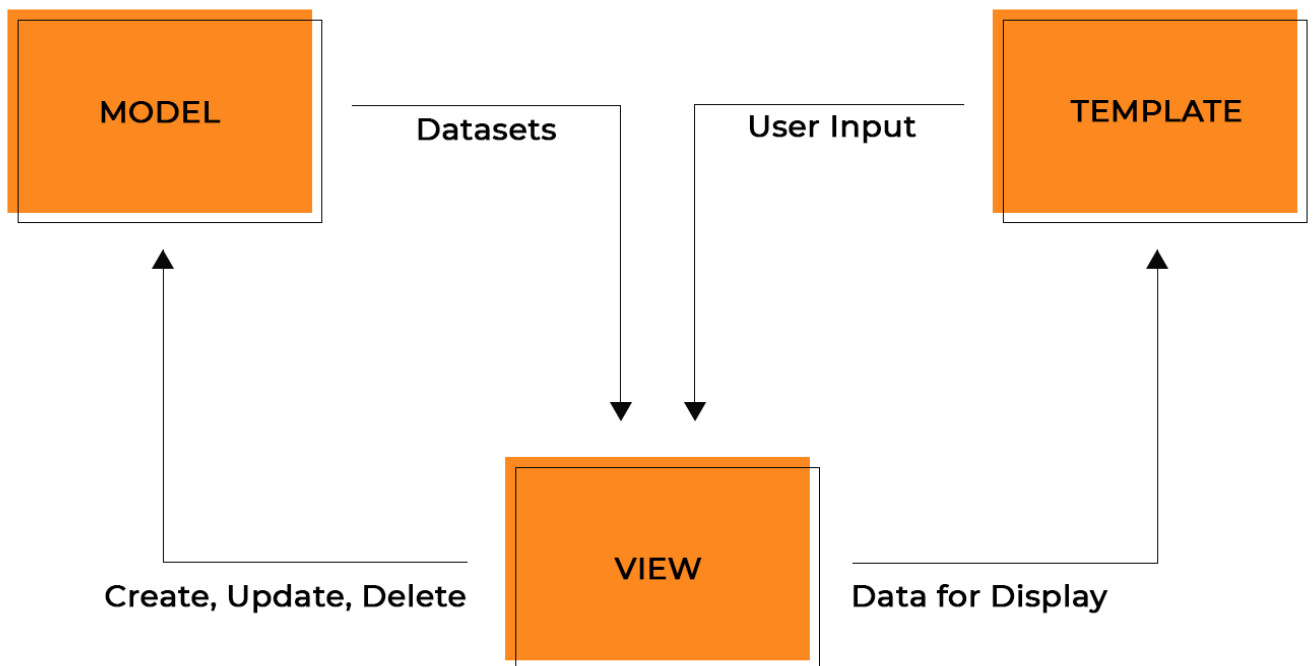 MODEL
TEMPLATE
Datasets
User Input
VIEW
Create, Update, Delete
Data for Display